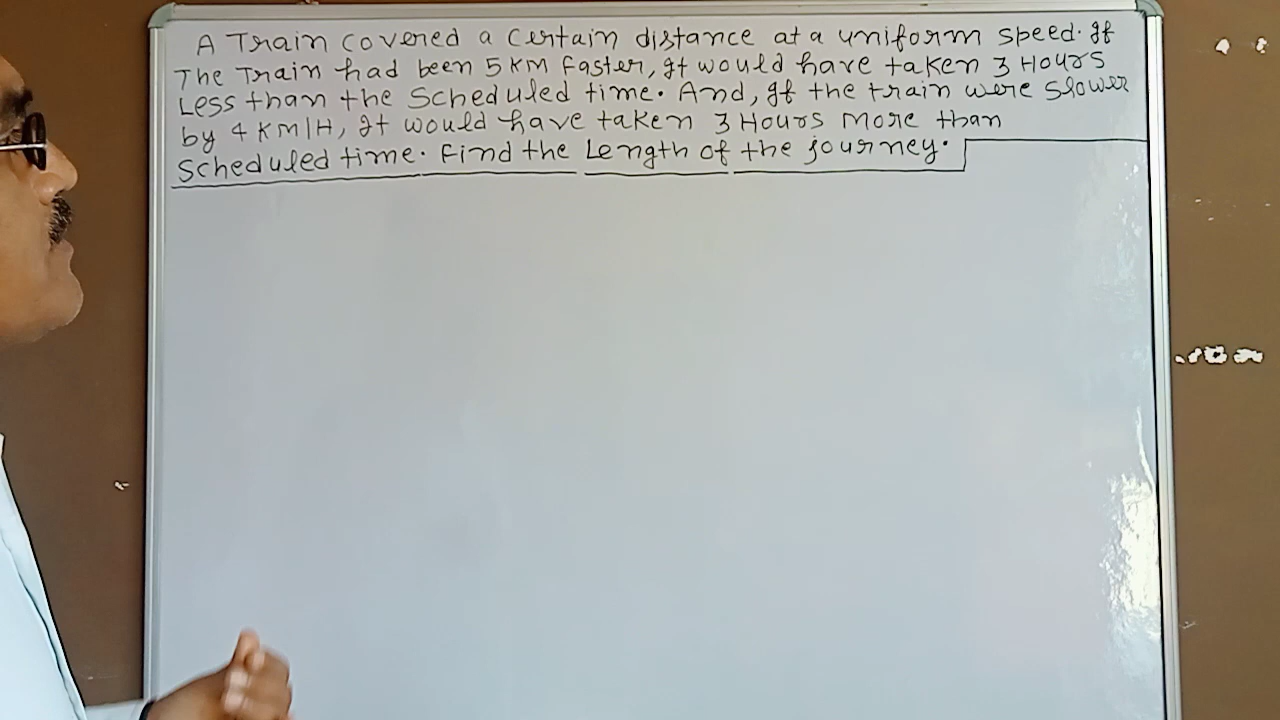 A Train covered a certain distance at a uniform speed. If
The Train had been 5 KM faster, It would have taken 3 Hours
Less than the Scheduled time. And, If the train were slower
by 4 KM/H, It would have taken 3 Hours More than
Scheduled time. Find the Length of the journey.